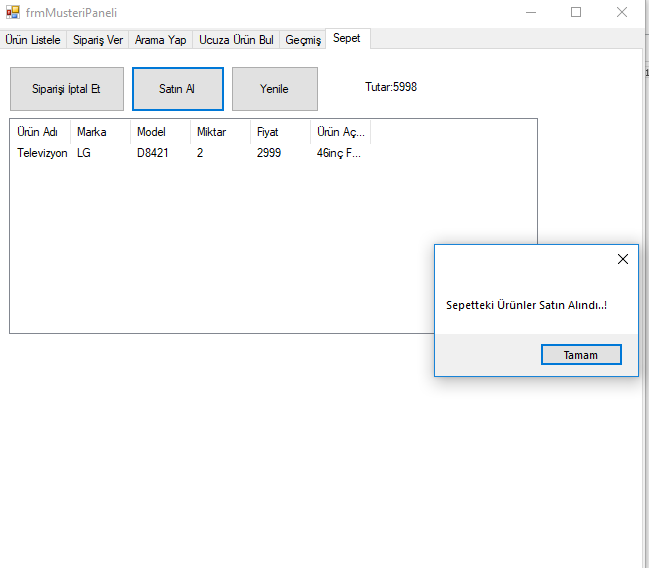 frmMusteriPaneli
Ürün Listele Sipariş Ver Arama Yap Ucuza Ürün Bul Geçmiş Sepet
Siparişi İptal Et Satın Al Yenile Tutar:5998
Ürün Adı Marka Model Miktar Fiyat Ürün Aç...
Televizyon LG D8421 2 2999 46inç F...
Sepetteki Ürünler Satın Alındı..!
Tamam